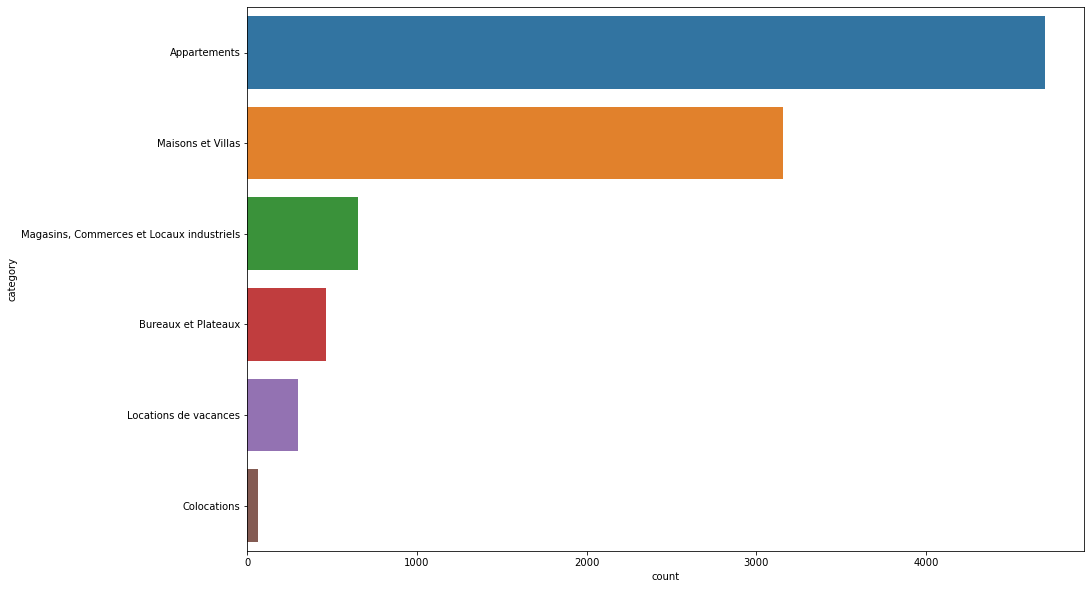 Appartements
Maisons et Villas
Magasins, Commerces et Locaux industriels
Bureaux et Plateaux
Locations de vacances
Colocations
category
0 1000 2000 3000 4000
count